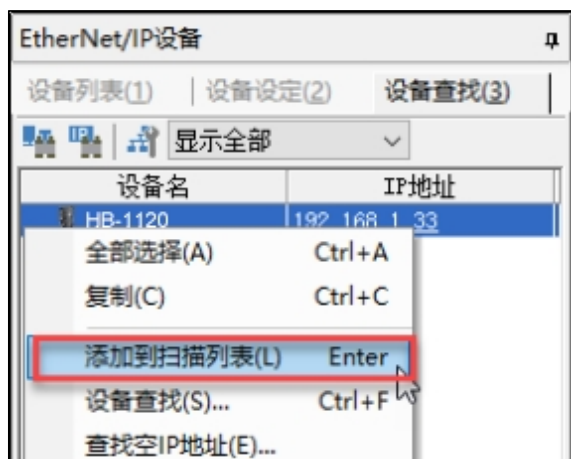 EtherNet/IP设备
设备列表(1) 设备设定(2) 设备查找(3)
显示全部
设备名 IP地址
HB-1120 192.168.1.33
全部选择(A) Ctrl+A
复制(C) Ctrl+C
添加到扫描列表(L) Enter
设备查找(S)... Ctrl+F
查找空IP地址(E)...